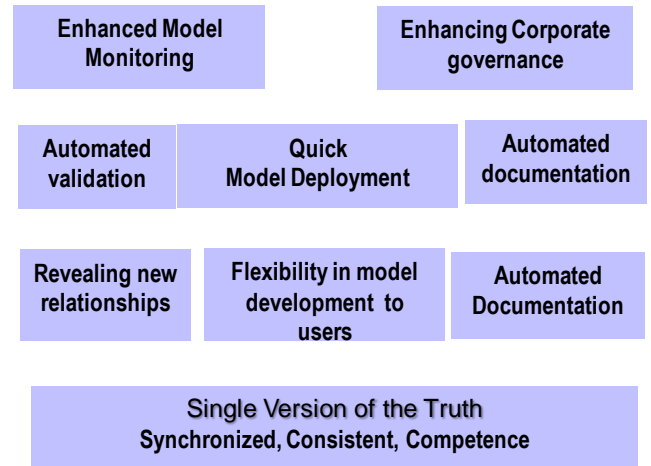 Enhanced Model
Monitoring
Enhancing Corporate
governance
Automated
validation
Quick
Model Deployment
Automated
documentation
Revealing new
relationships
Flexibility in model
development to
users
Automated
Documentation
Single Version of the Truth
Synchronized, Consistent, Competence